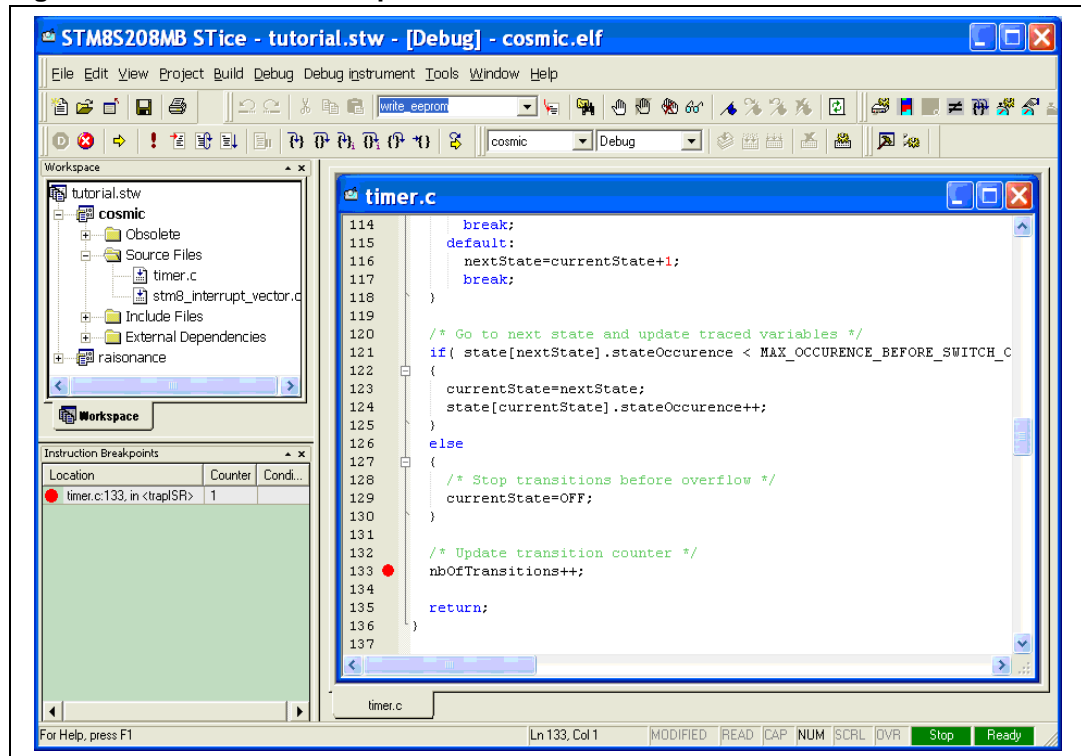 STM8S208MB STice - tutorial.stw - [Debug] - cosmic.elf
File Edit View Project Build Debug Debug instrument Tools Window Help
write_eeprom
cosmic Debug
Workspace
tutorial.stw
cosmic
Obsolete
Source Files
timer.c
stm8_interrupt_vector.c
Include Files
External Dependencies
raisonance
Workspace
Instruction Breakpoints
Location Counter Condi...
timer.c:133, in <trapISR> 1
timer.c
114 break;
115 default:
116 nextState=currentState+1;
117 break;
118 }
119
120 /* Go to next state and update traced variables */
121 if( state[nextState].stateOccurence < MAX_OCCURENCE_BEFORE_SWITCH_C
122 {
123 currentState=nextState;
124 state[currentState].stateOccurence++;
125 }
126 else
127 {
128 /* Stop transitions before overflow */
129 currentState=OFF;
130 }
131
132 /* Update transition counter */
133 nbOfTransitions++;
134
135 return;
136 }
137
timer.c
For Help, press F1 Ln 133, Col 1 MODIFIED READ CAP NUM SCRL OVR Stop Ready